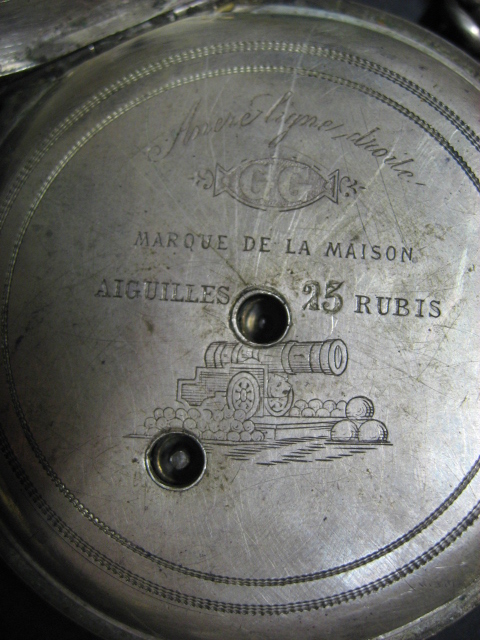 Ancre ligne droite
GG
MARQUE DE LA MAISON
AIGUILLES 23 RUBIS